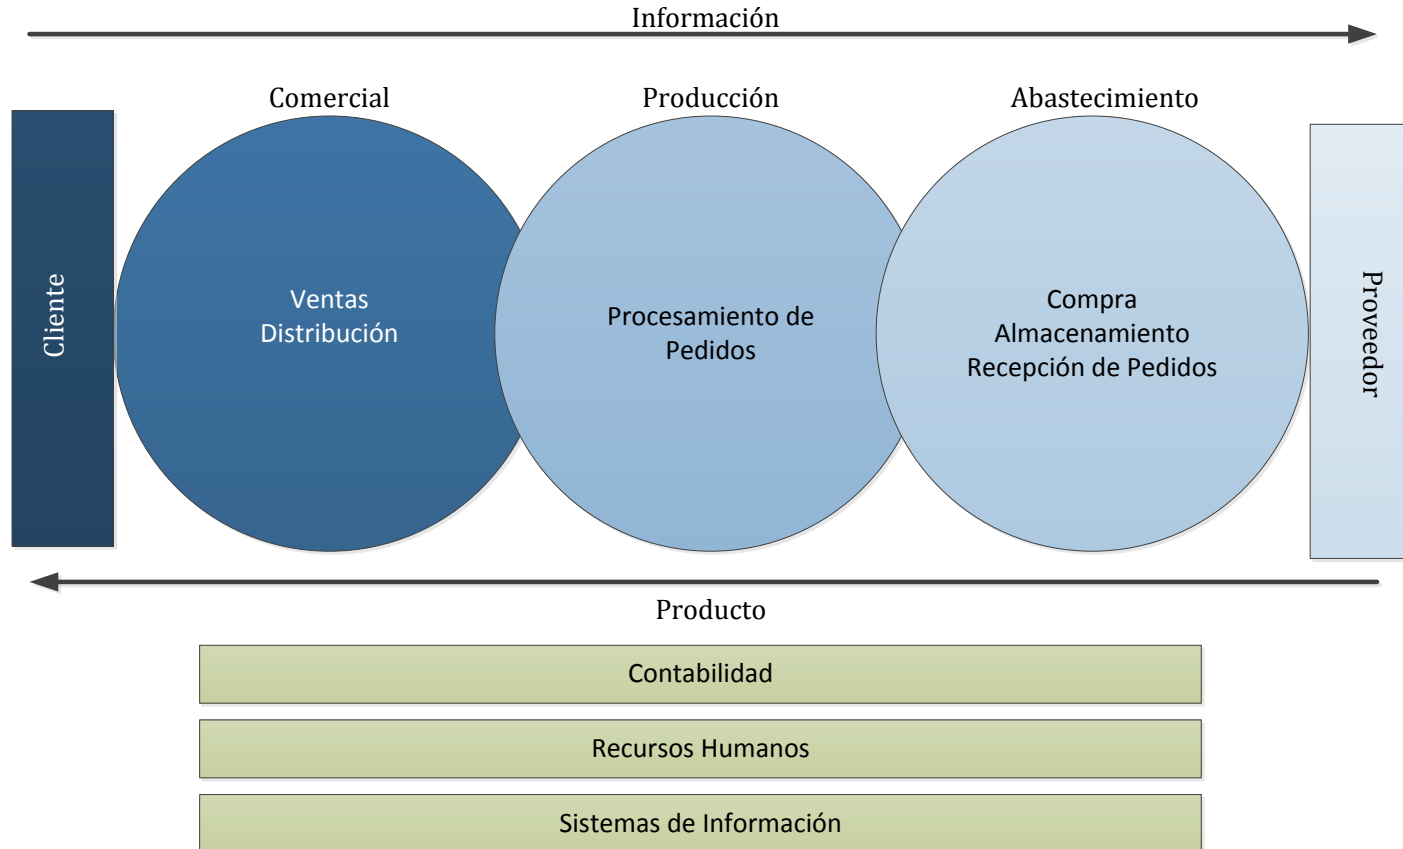 Información
Comercial
Producción
Abastecimiento
Cliente
Ventas
Distribución
Procesamiento de
Pedidos
Compra
Almacenamiento
Recepción de Pedidos
Proveedor
Producto
Contabilidad
Recursos Humanos
Sistemas de Información